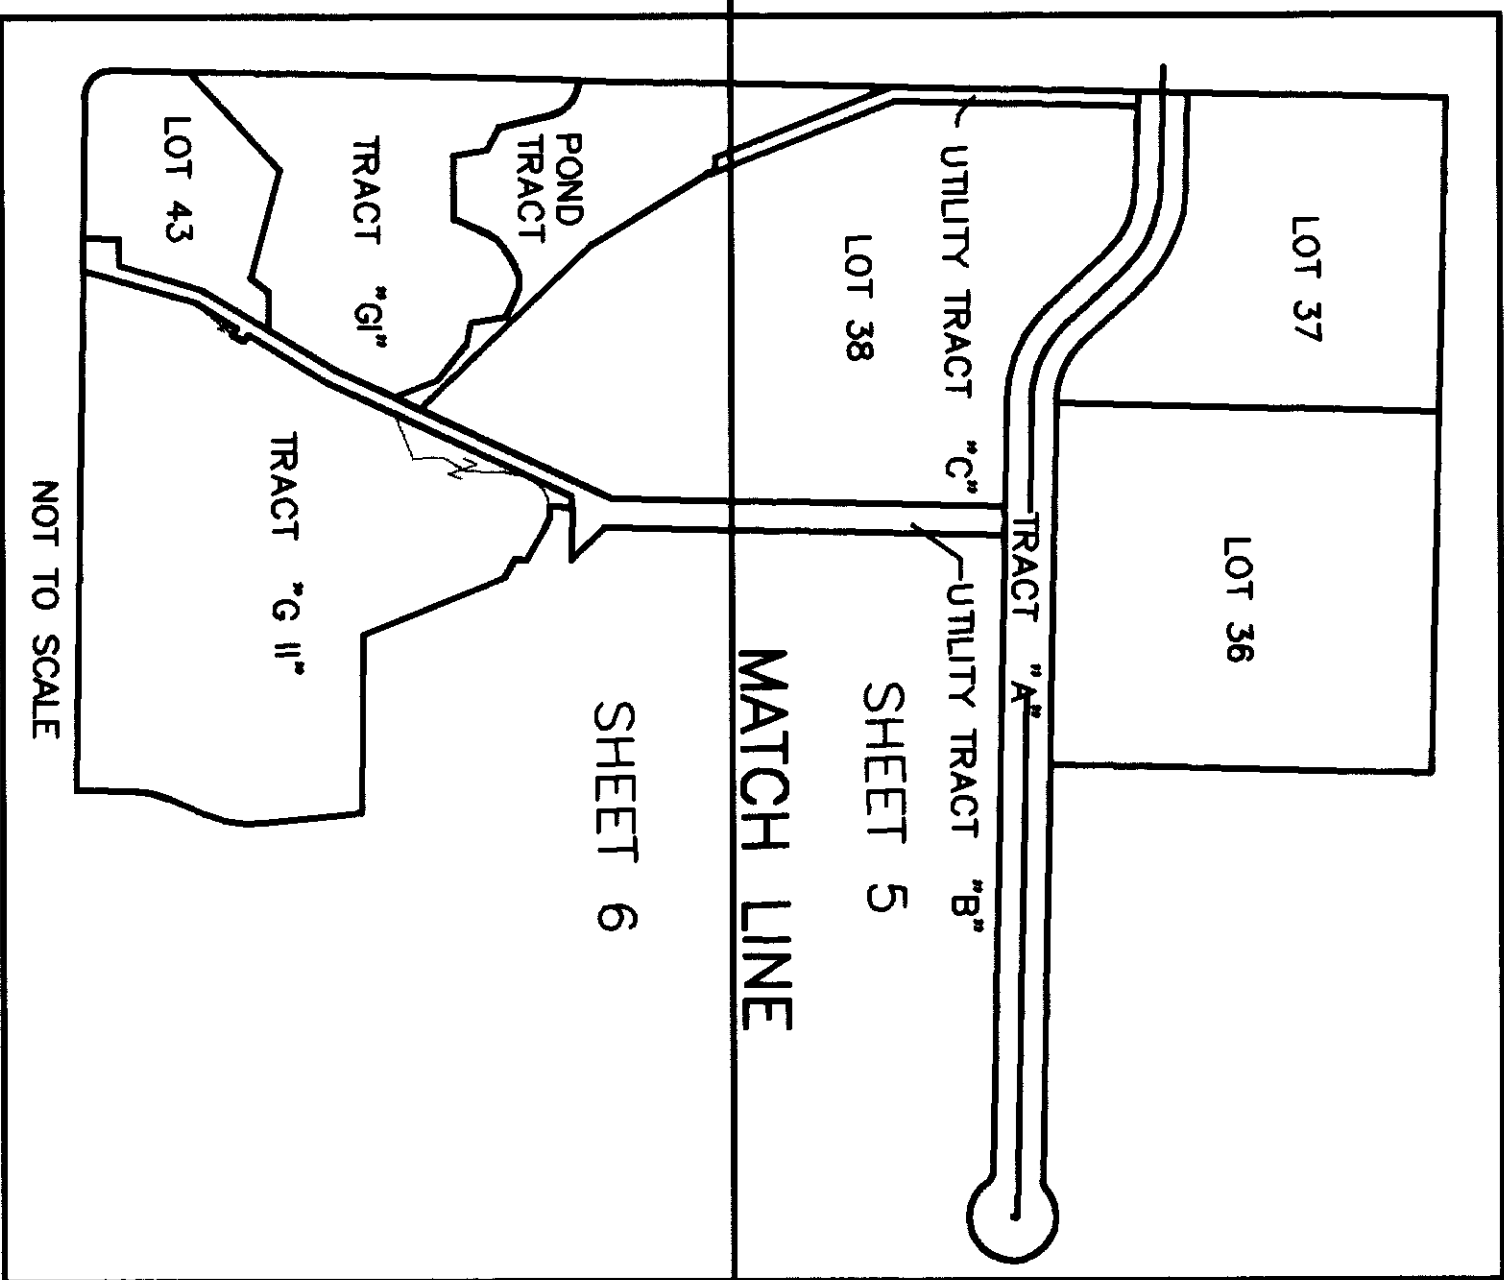 LOT 37
LOT 36
TRACT "A"
UTILITY TRACT "C"
UTILITY TRACT "B"
LOT 38
SHEET 5
MATCH LINE
SHEET 6
POND
TRACT
TRACT "GI"
TRACT "G II"
LOT 43
NOT TO SCALE